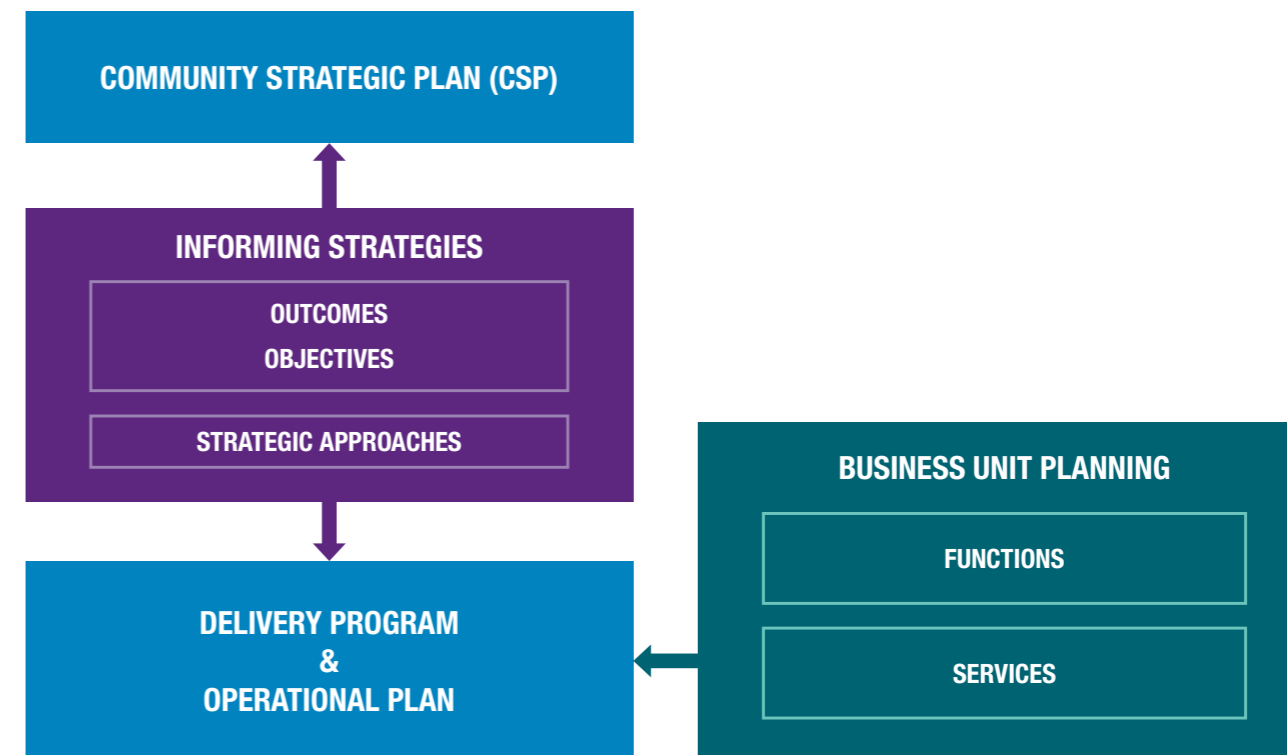 COMMUNITY STRATEGIC PLAN (CSP)
INFORMING STRATEGIES
OUTCOMES
OBJECTIVES
STRATEGIC APPROACHES
DELIVERY PROGRAM
&
OPERATIONAL PLAN
BUSINESS UNIT PLANNING
FUNCTIONS
SERVICES